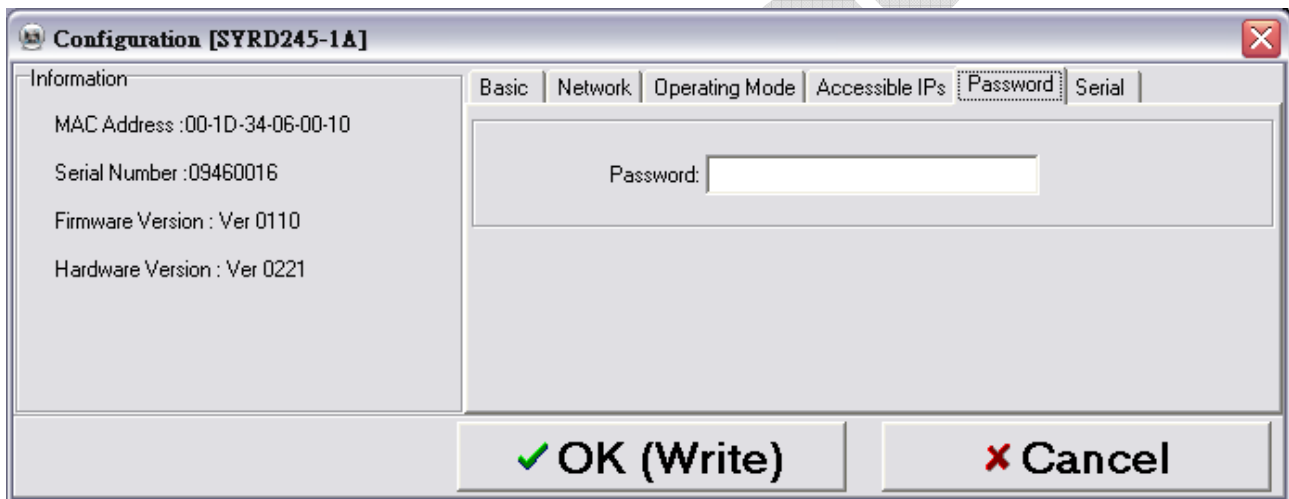 Configuration [SYRD245-1A]
Information
MAC Address :00-1D-34-06-00-10
Serial Number :09460016
Firmware Version : Ver 0110
Hardware Version : Ver 0221
Basic Network Operating Mode Accessible IPs Password Serial
Password:
OK (Write) Cancel